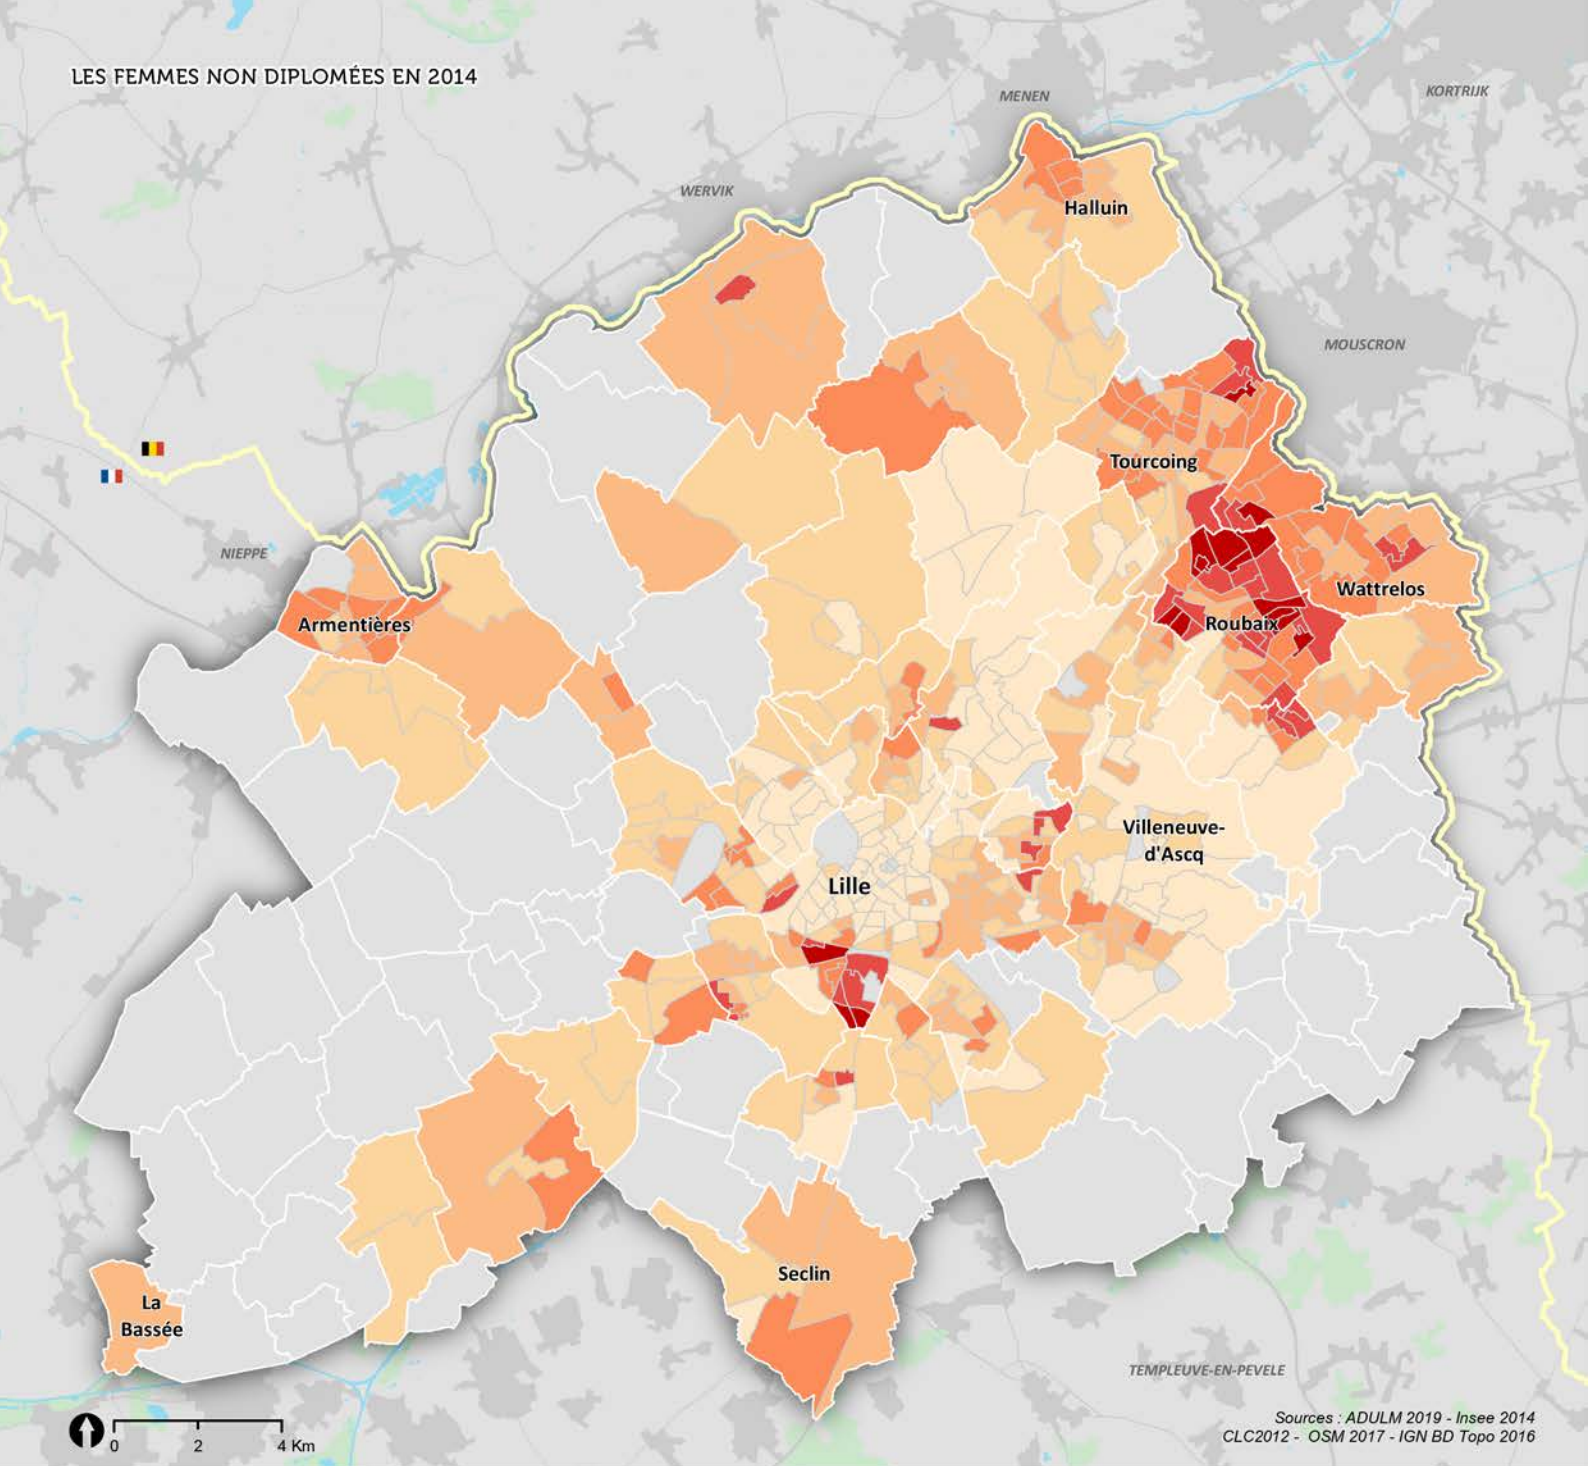 LES FEMMES NON DIPLOMÉES EN 2014
MENEN
KORTRIJK
WERVIK
Halluin
MOUSCRON
Tourcoing
NIEPPE
Wattrelos
Armentières
Roubaix
Villeneuve-
d'Ascq
Lille
Seclin
La
Bassée
TEMPLEUVE-EN-PEVELE
Sources : ADULM 2019 - Insee 2014
CLC2012 - OSM 2017 - IGN BD Topo 2016
0 2 4 Km